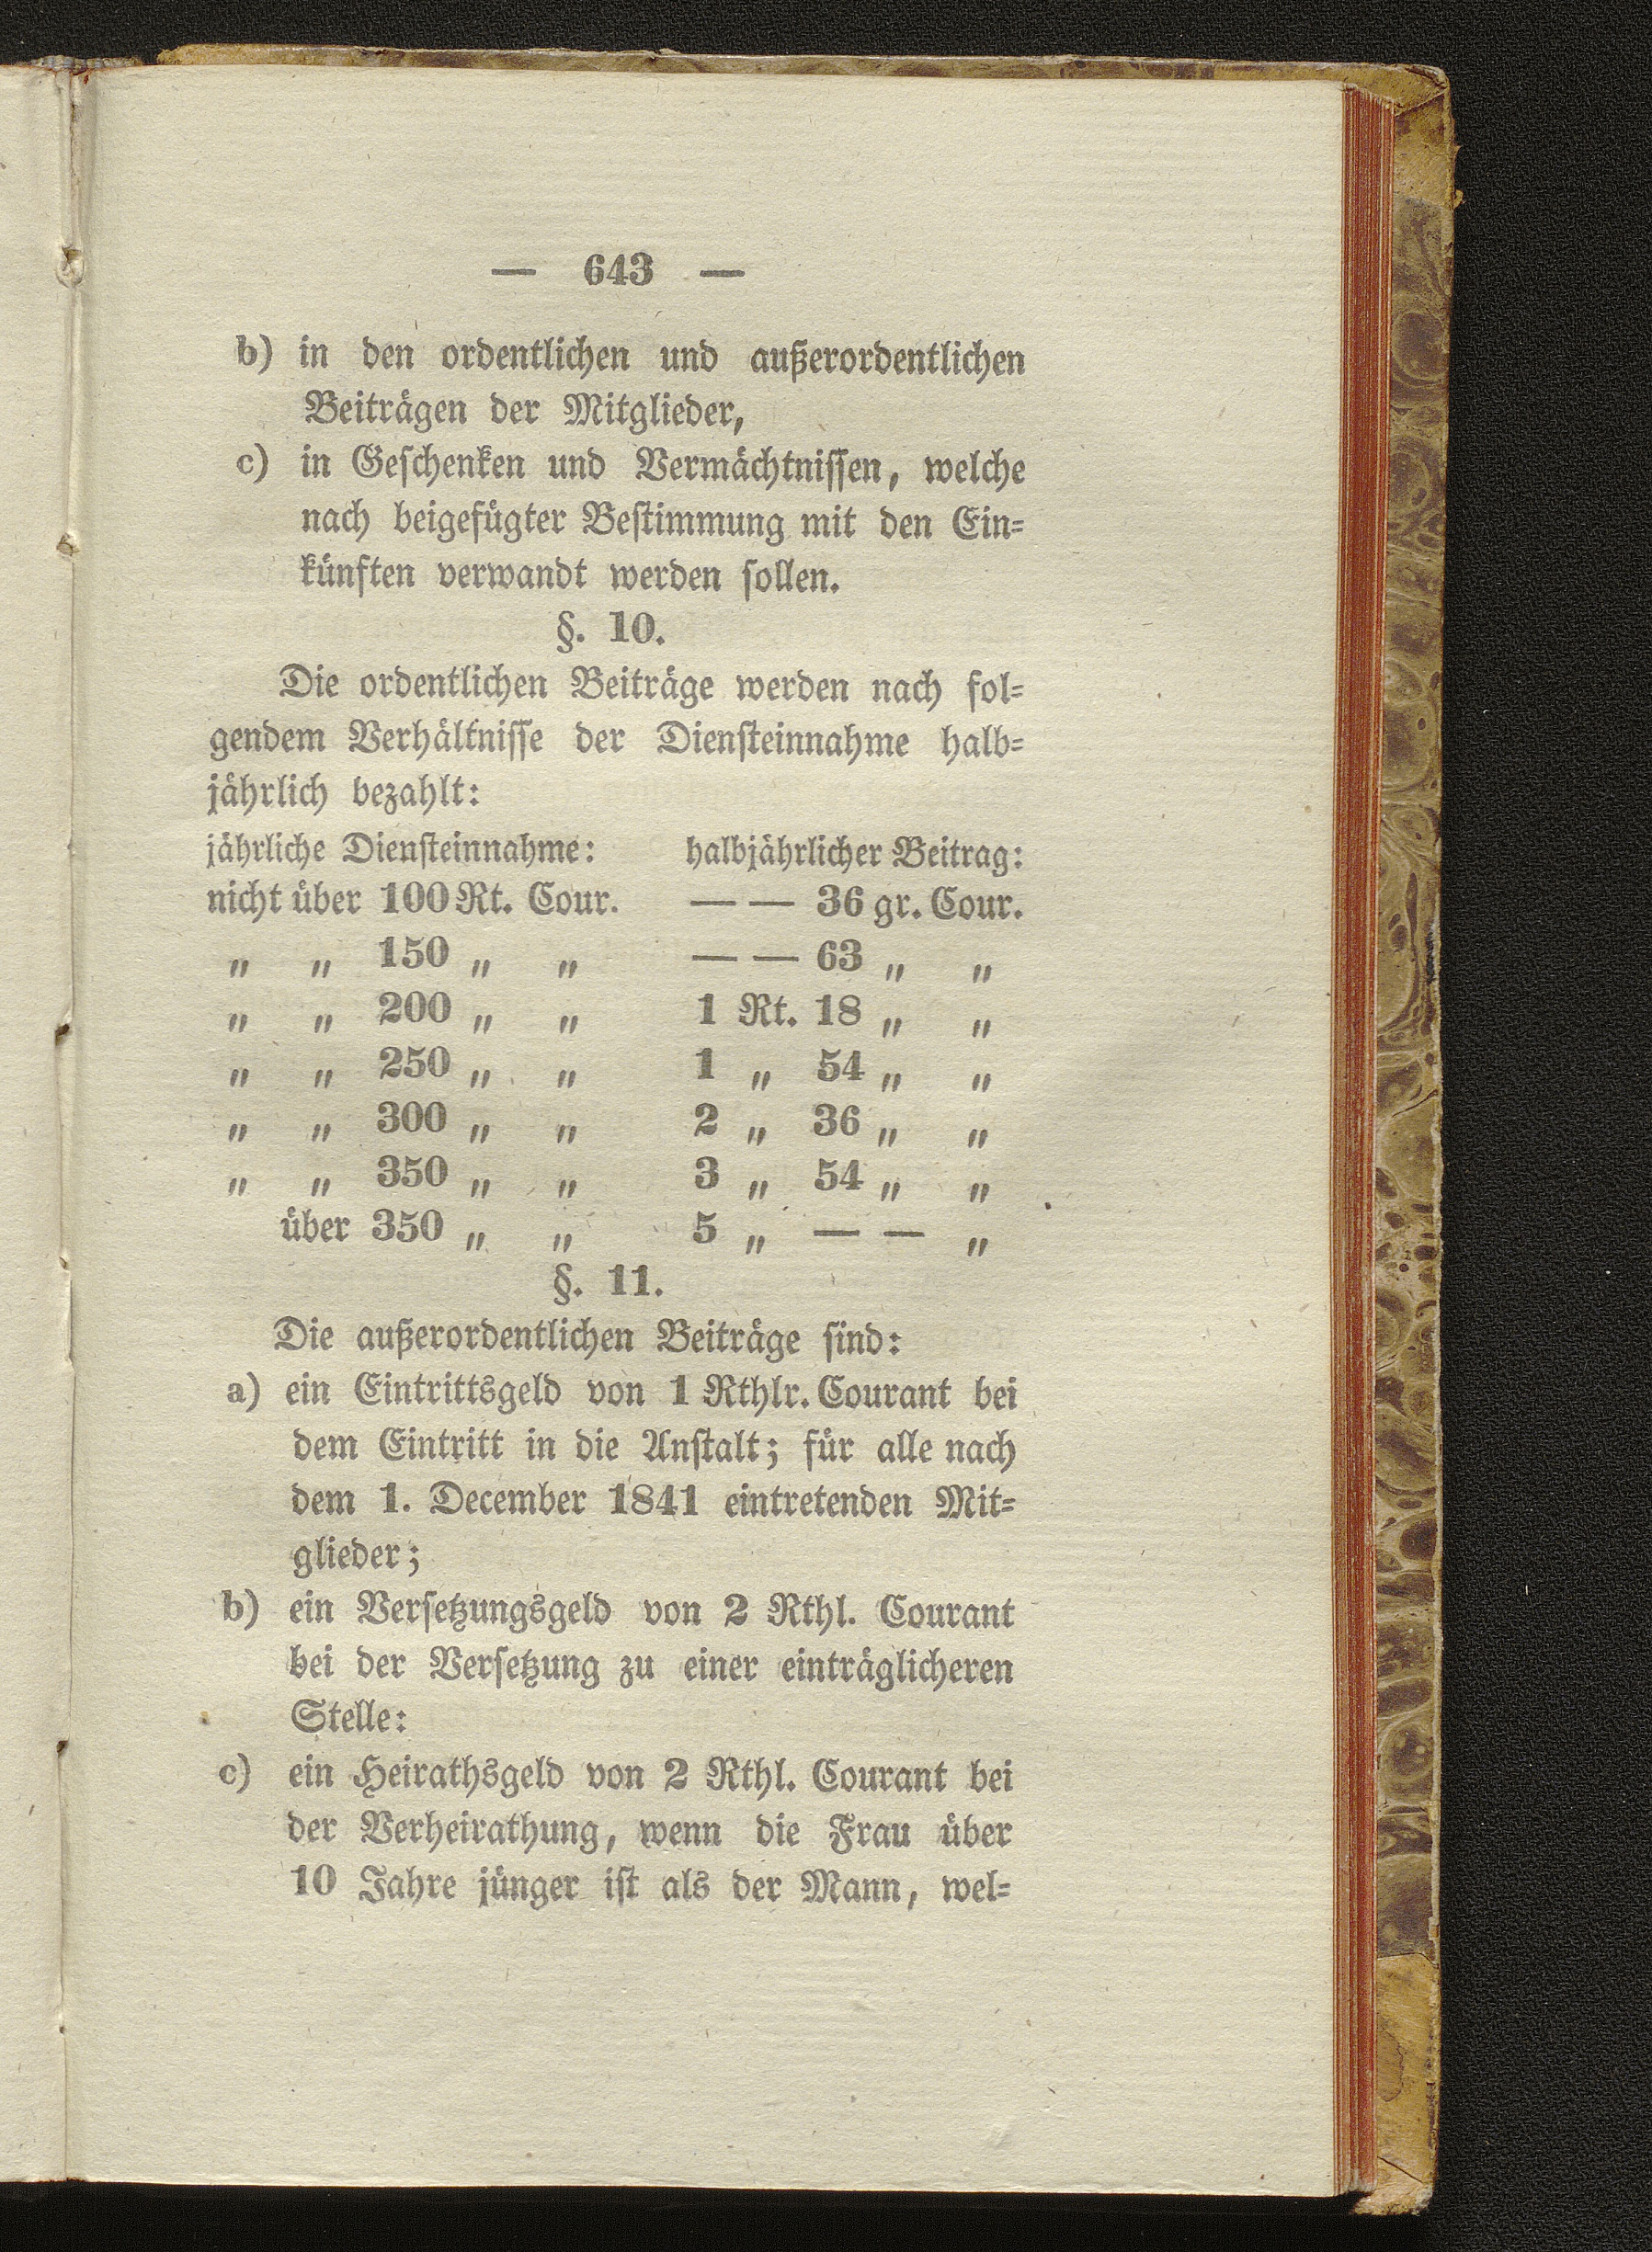 — 643 —
b) in den ordentlichen und außerordentlichen
Beiträgen der Mitglieder,
c) in Geschenken und Vermächtnissen, welche
nach beigefügter Bestimmung mit den Ein=
künften verwandt werden sollen.
§. 10.
Die ordentlichen Beiträge werden nach fol=
gendem Verhältnisse der Diensteinnahme halb=
jährlich bezahlt:
jährliche Diensteinnahme: halbjährlicher Beitrag:
nicht über 100 Rt. Cour. — — 36 gr. Cour.
„ „ 150 „ „ — — 63 „ „
„ „ 200 „ „ 1 Rt. 18 „ „
„ „ 250 „ „ 1 „ 54 „ „
„ „ 300 „ „ 2 „ 36 „ „
„ „ 350 „ „ 3 „ 54 „ „
über 350 „ „ 5 „ — — „
§. 11.
Die außerordentlichen Beiträge sind:
a) ein Eintrittsgeld von 1 Rthlr. Courant bei
dem Eintritt in die Anstalt; für alle nach
dem 1. December 1841 eintretenden Mit=
glieder;
b) ein Versetzungsgeld von 2 Rthl. Courant
bei der Versetzung zu einer einträglicheren
Stelle:
c) ein Heirathsgeld von 2 Rthl. Courant bei
der Verheirathung, wenn die Frau über
10 Jahre jünger ist als der Mann, wel=